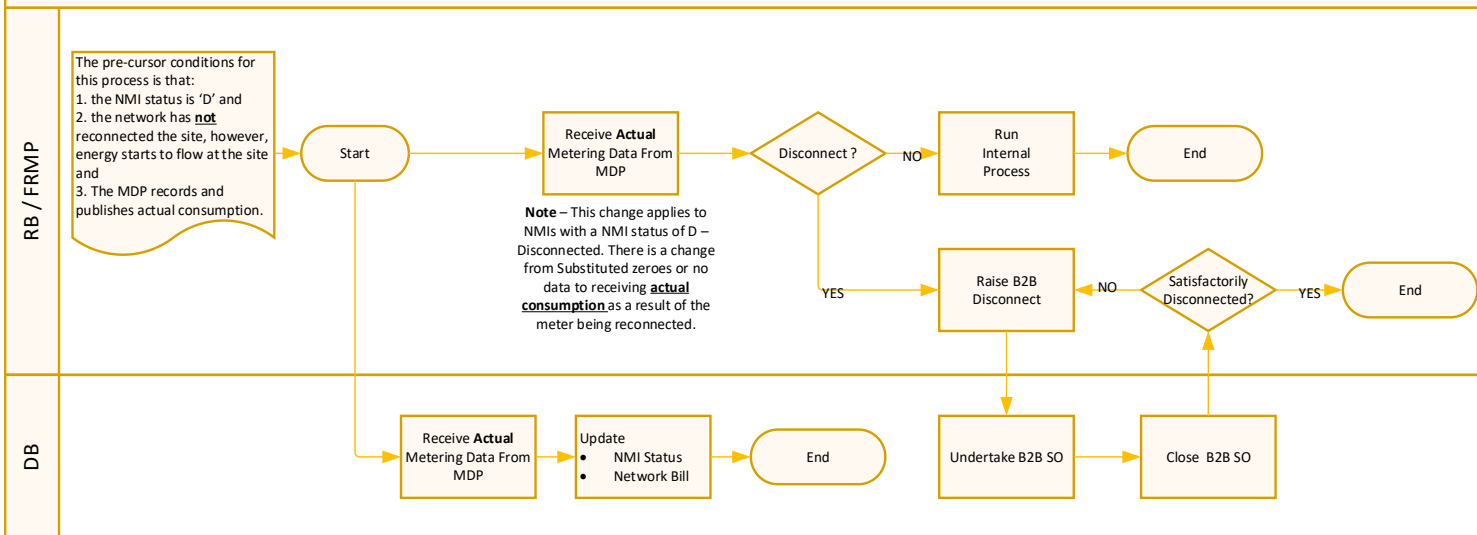 RB / FRMP
The pre-cursor conditions for
this process is that:
1. the NMI status is ‘D’ and
2. the network has not
reconnected the site, however,
energy starts to flow at the site
and
3. The MDP records and
publishes actual consumption.
Start
Receive Actual
Metering Data From
MDP
Disconnect ?
NO
Run
Internal
Process
End
Note – This change applies to
NMIs with a NMI status of D –
Disconnected. There is a change
from Substituted zeroes or no
data to receiving actual
consumption as a result of the
meter being reconnected.
YES
Raise B2B
Disconnect
NO
Satisfactorily
Disconnected?
YES
End
DB
Receive Actual
Metering Data From
MDP
Update
• NMI Status
• Network Bill
End
Undertake B2B SO
Close B2B SO